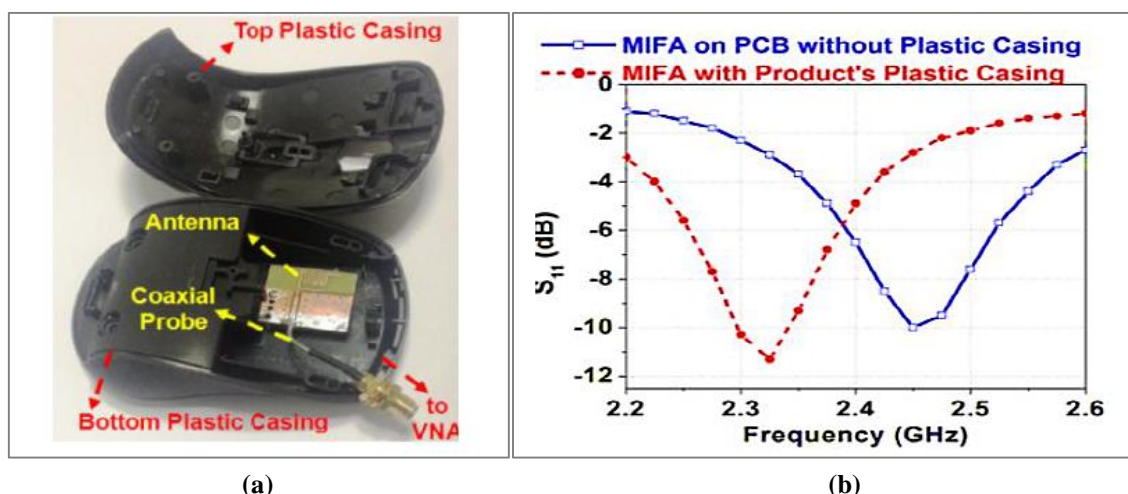 Top Plastic Casing
Antenna
Coaxial
Probe
Bottom Plastic Casing
to
VNA
(a)
MIFA on PCB without Plastic Casing
MIFA with Product's Plastic Casing
0
-2
-4
-6
-8
-10
-12
S11 (dB)
2.2 2.3 2.4 2.5 2.6
Frequency (GHz)
(b)